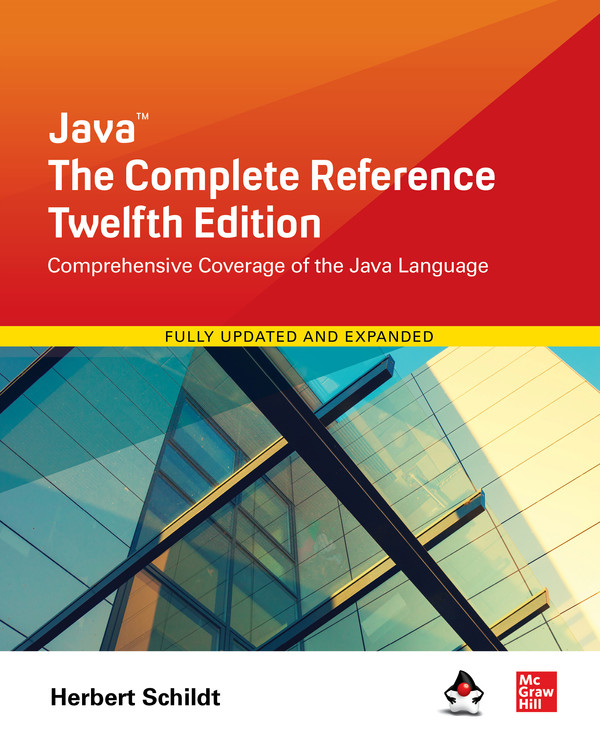 Java™
The Complete Reference
Twelfth Edition
Comprehensive Coverage of the Java Language
FULLY UPDATED AND EXPANDED
Herbert Schildt
Mc
Graw
Hill